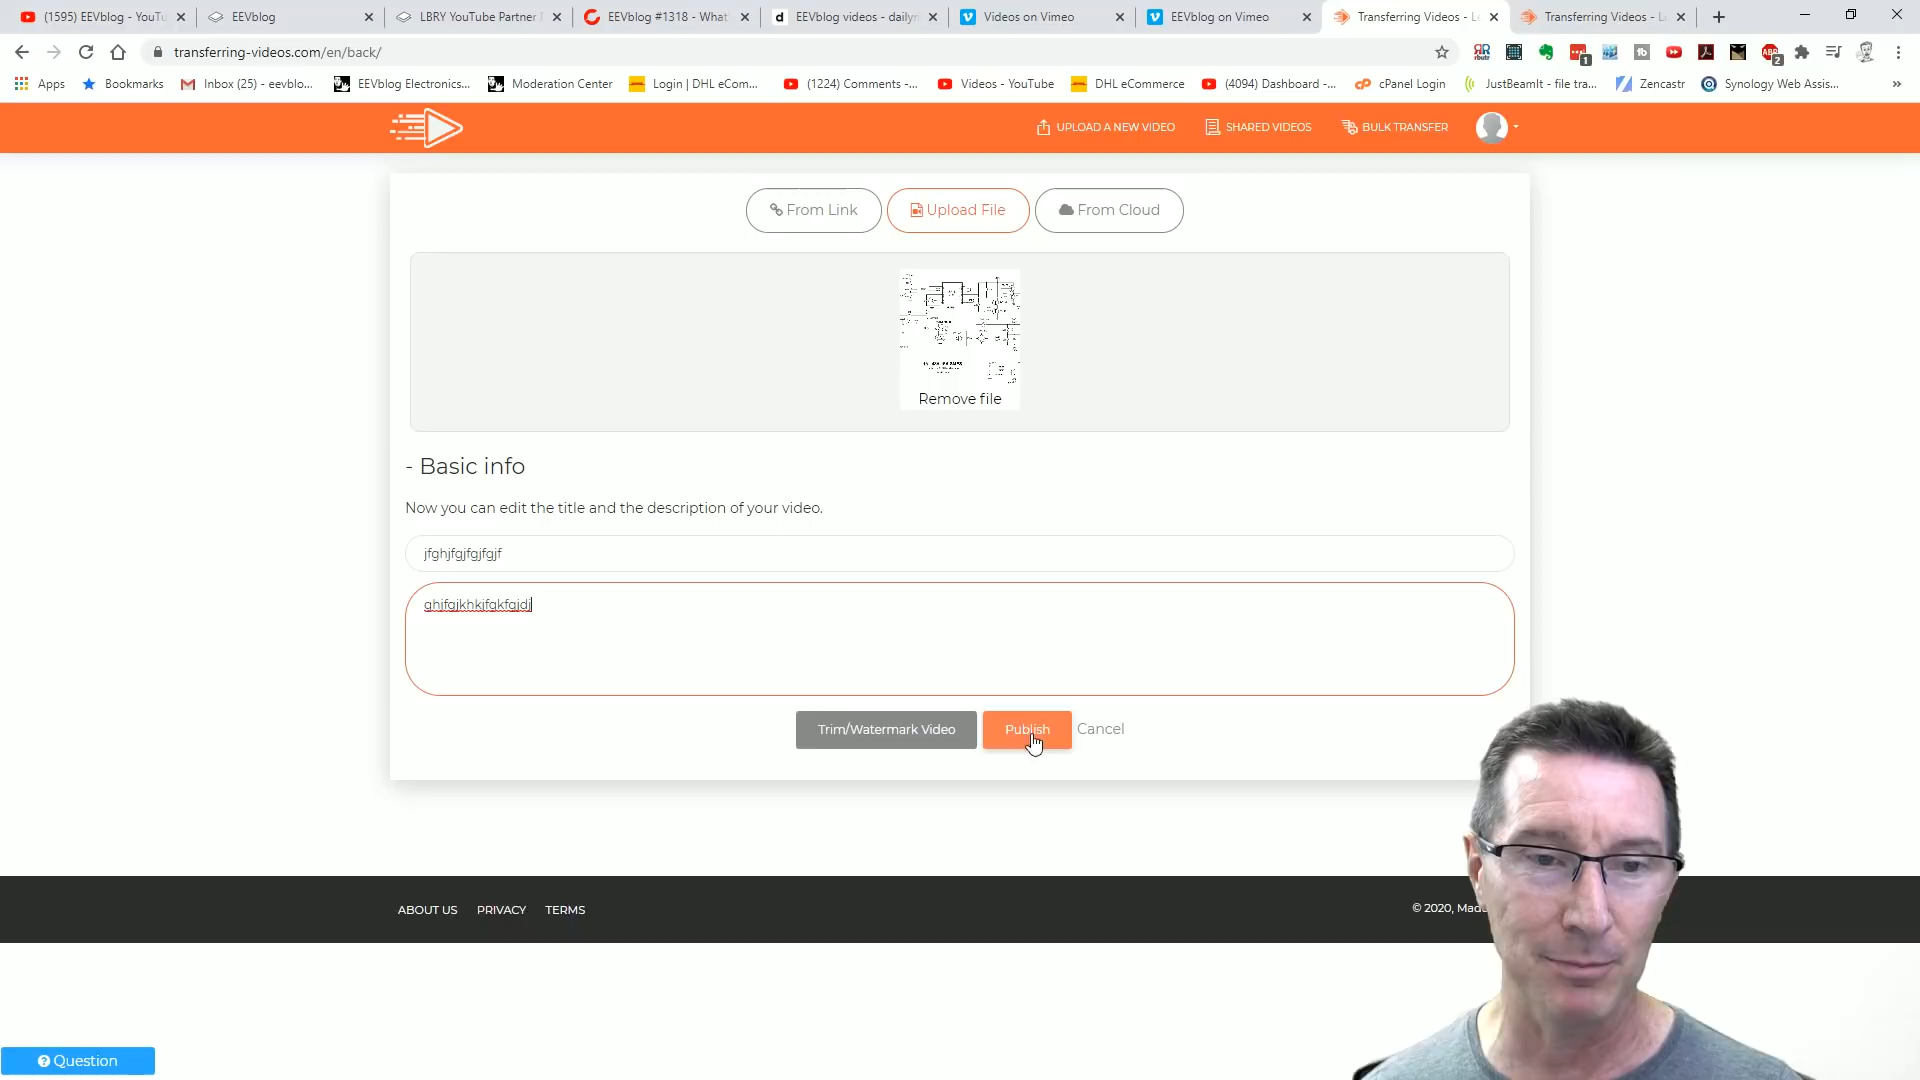 (1595) EEVblog - YouTu
EEVblog
LBRY YouTube Partner
EEVblog #1318 - What
EEVblog videos - dailym
Videos on Vimeo
EEVblog on Vimeo
Transferring Videos - Le
Transferring Videos - Le
transferring-videos.com/en/back/
Apps
Bookmarks
Inbox (25) - eevblo...
EEVblog Electronics...
Moderation Center
Login | DHL eCom...
(1224) Comments -...
Videos - YouTube
DHL eCommerce
(4094) Dashboard -...
cPanel Login
JustBeamIt - file tra...
Zencastr
Synology Web Assis...
UPLOAD A NEW VIDEO
SHARED VIDEOS
BULK TRANSFER
From Link
Upload File
From Cloud
Remove file
- Basic info
Now you can edit the title and the description of your video.
jfghjfgjfgjfgjf
ghjfgjkhkjfgkfgjdj
Trim/Watermark Video
Publish
Cancel
ABOUT US
PRIVACY
TERMS
© 2020, Made
Question